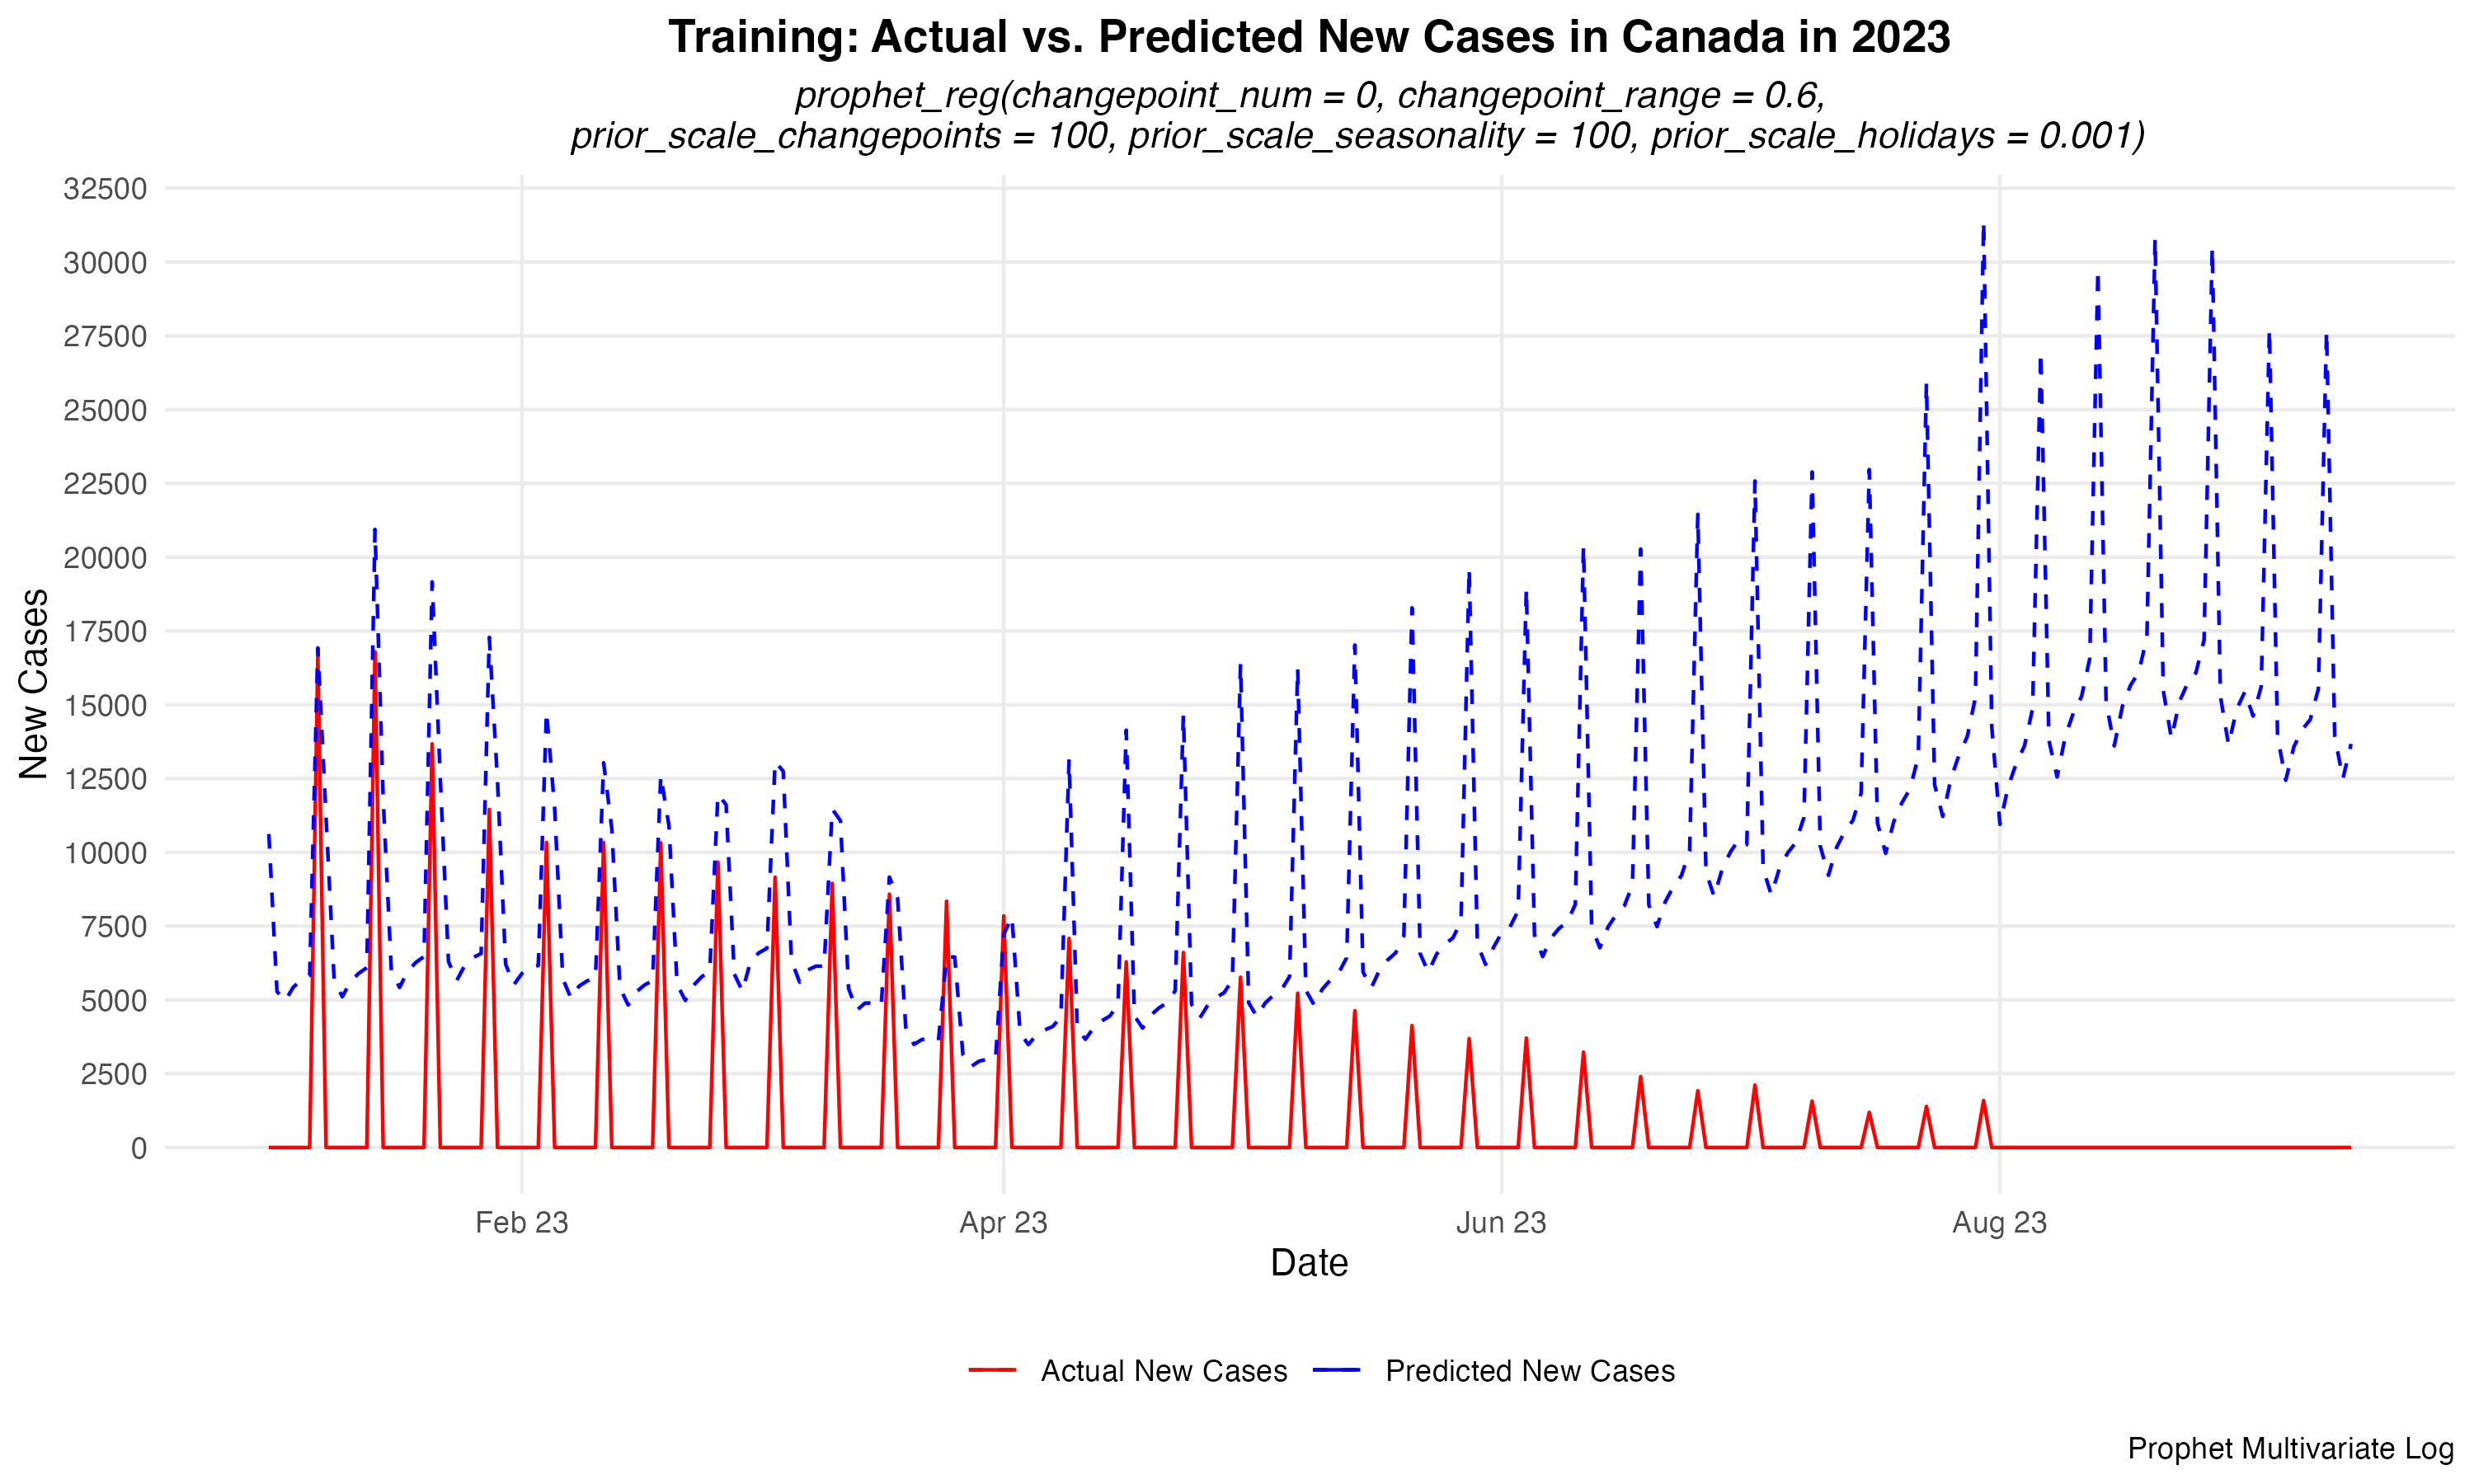 Training: Actual vs. Predicted New Cases in Canada in 2023
prophet_reg(changepoint_num = 0, changepoint_range = 0.6,
prior_scale_changepoints = 100, prior_scale_seasonality = 100, prior_scale_holidays = 0.001)
32500
30000
27500
25000
22500
20000
17500
15000
12500
10000
7500
5000
2500
0
New Cases
Feb 23 Apr 23 Jun 23 Aug 23
Date
Actual New Cases Predicted New Cases
Prophet Multivariate Log